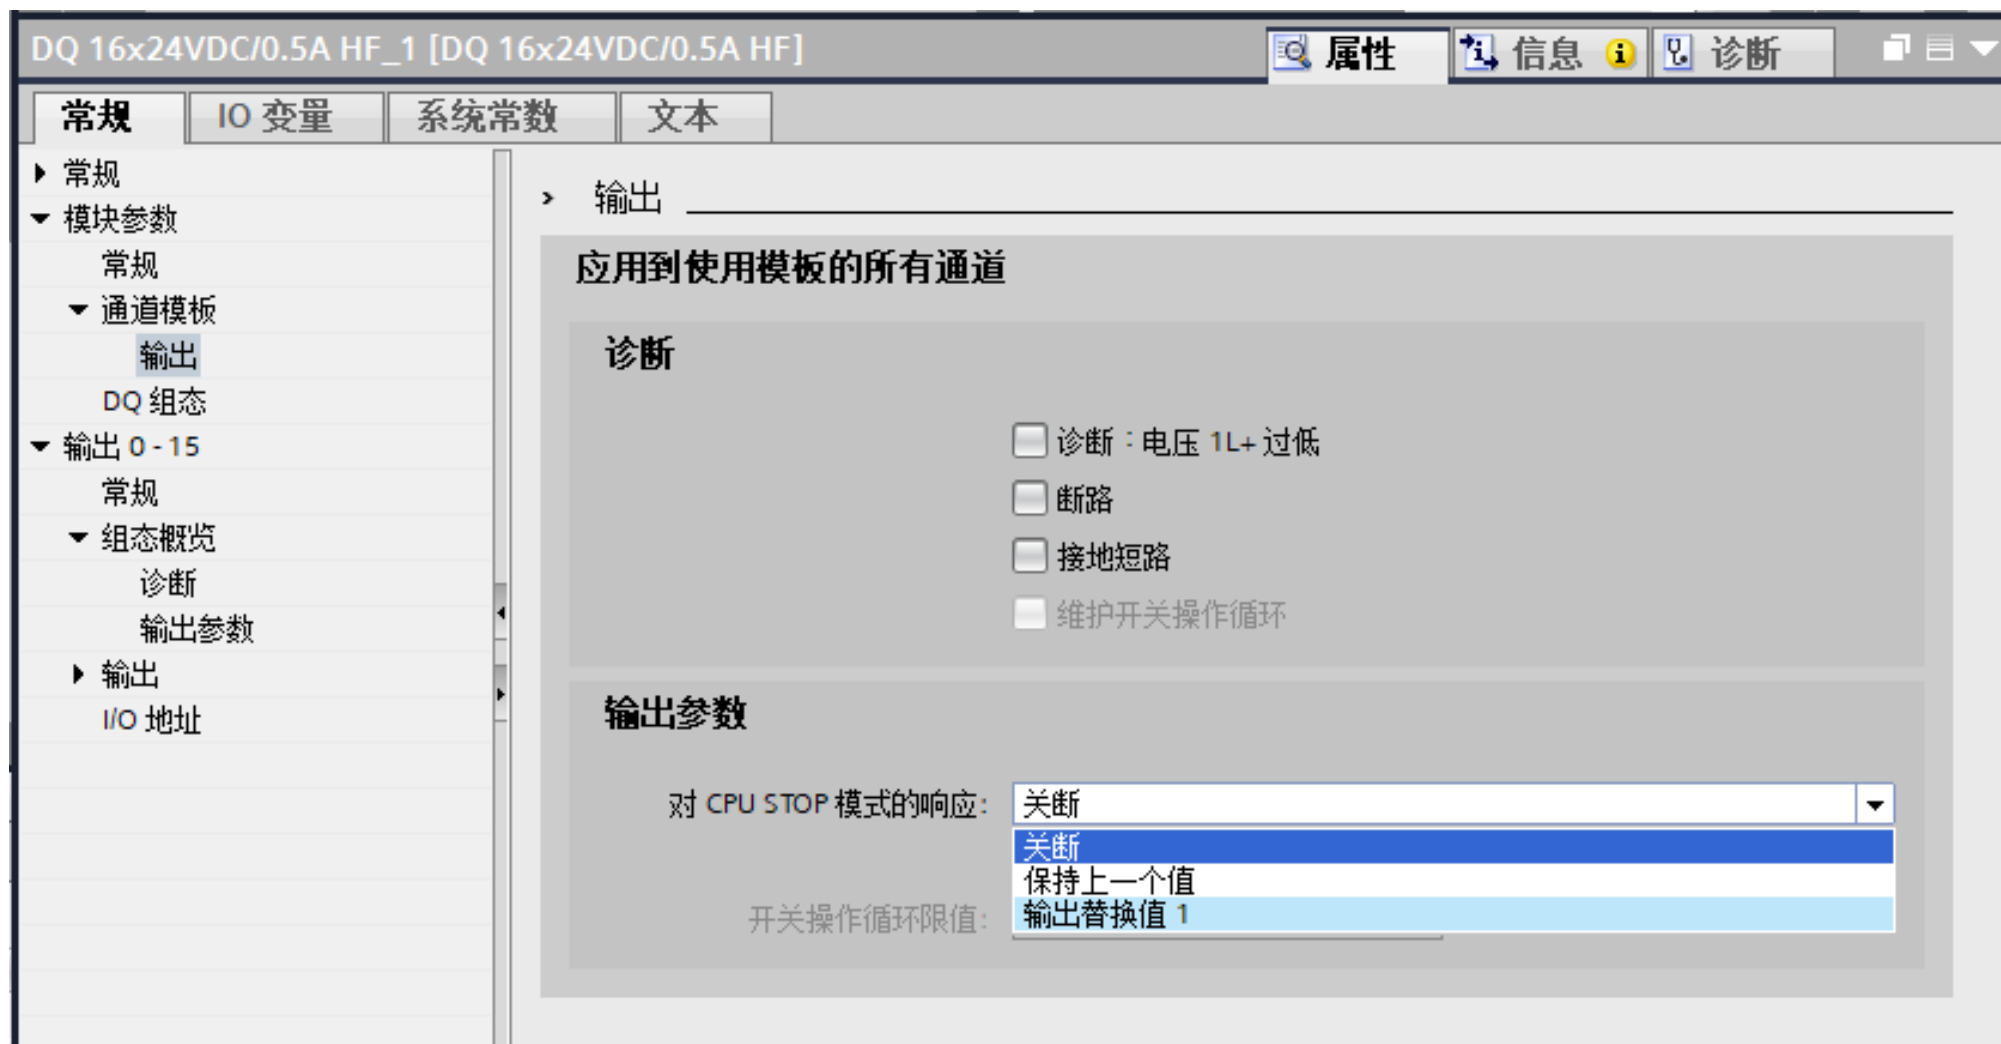 DQ 16x24VDC/0.5A HF_1 [DQ 16x24VDC/0.5A HF]
属性
信息
诊断
常规
IO 变量
系统常数
文本
常规
模块参数
常规
通道模板
输出
DQ 组态
输出 0 - 15
常规
组态概览
诊断
输出参数
输出
I/O 地址
输出
应用到使用模板的所有通道
诊断
诊断：电压 1L+ 过低
断路
接地短路
维护开关操作循环
输出参数
对 CPU STOP 模式的响应:
关断
关断
保持上一个值
输出替换值 1
开关操作循环限值: